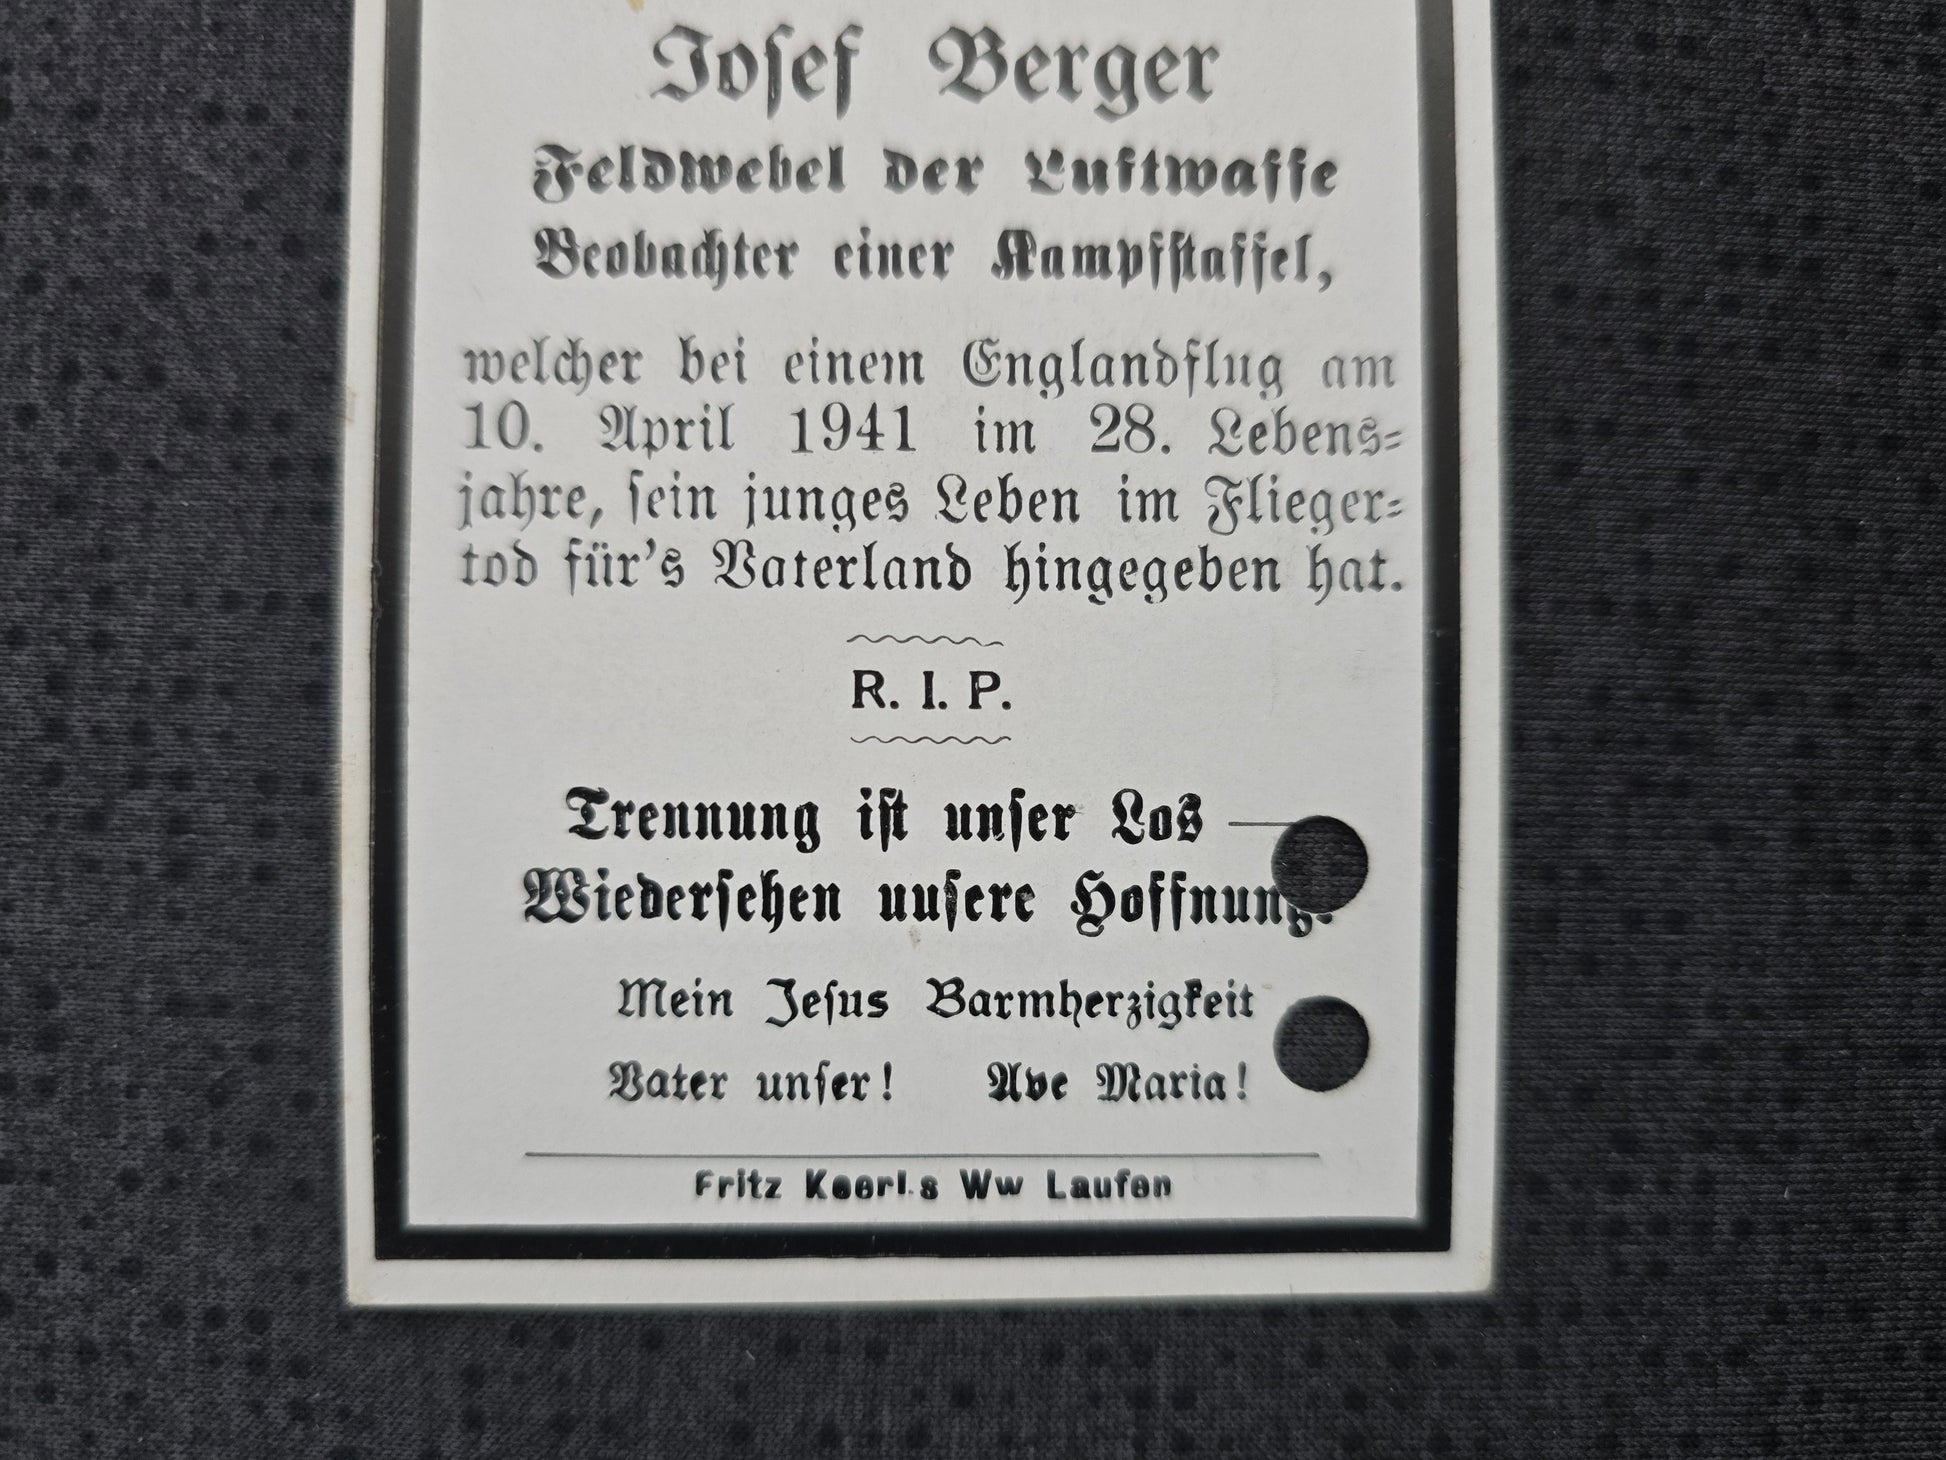 Josef Berger
Feldwebel der Luftwaffe
Beobachter einer Kampfstaffel,
welcher bei einem Englandflug am
10. April 1941 im 28. Lebens-
jahre, sein junges Leben im Flieger-
tod für's Vaterland hingegeben hat.
R. I. P.
Trennung ist unser Los —
Wiedersehen unsere Hoffnung.
Mein Jesus Barmherzigkeit
Vater unser! Ave Maria!
Fritz Keerl.s Ww Laufen